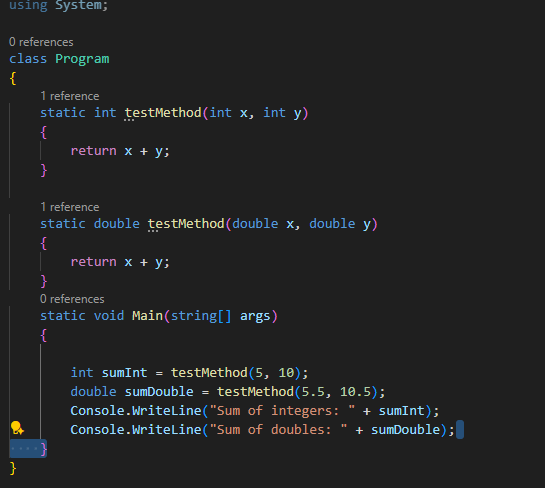 using System;
0 references
class Program
{
1 reference
static int testMethod(int x, int y)
{
return x + y;
}
1 reference
static double testMethod(double x, double y)
{
return x + y;
}
0 references
static void Main(string[] args)
{
int sumInt = testMethod(5, 10);
double sumDouble = testMethod(5.5, 10.5);
Console.WriteLine("Sum of integers: " + sumInt);
Console.WriteLine("Sum of doubles: " + sumDouble);
}
}